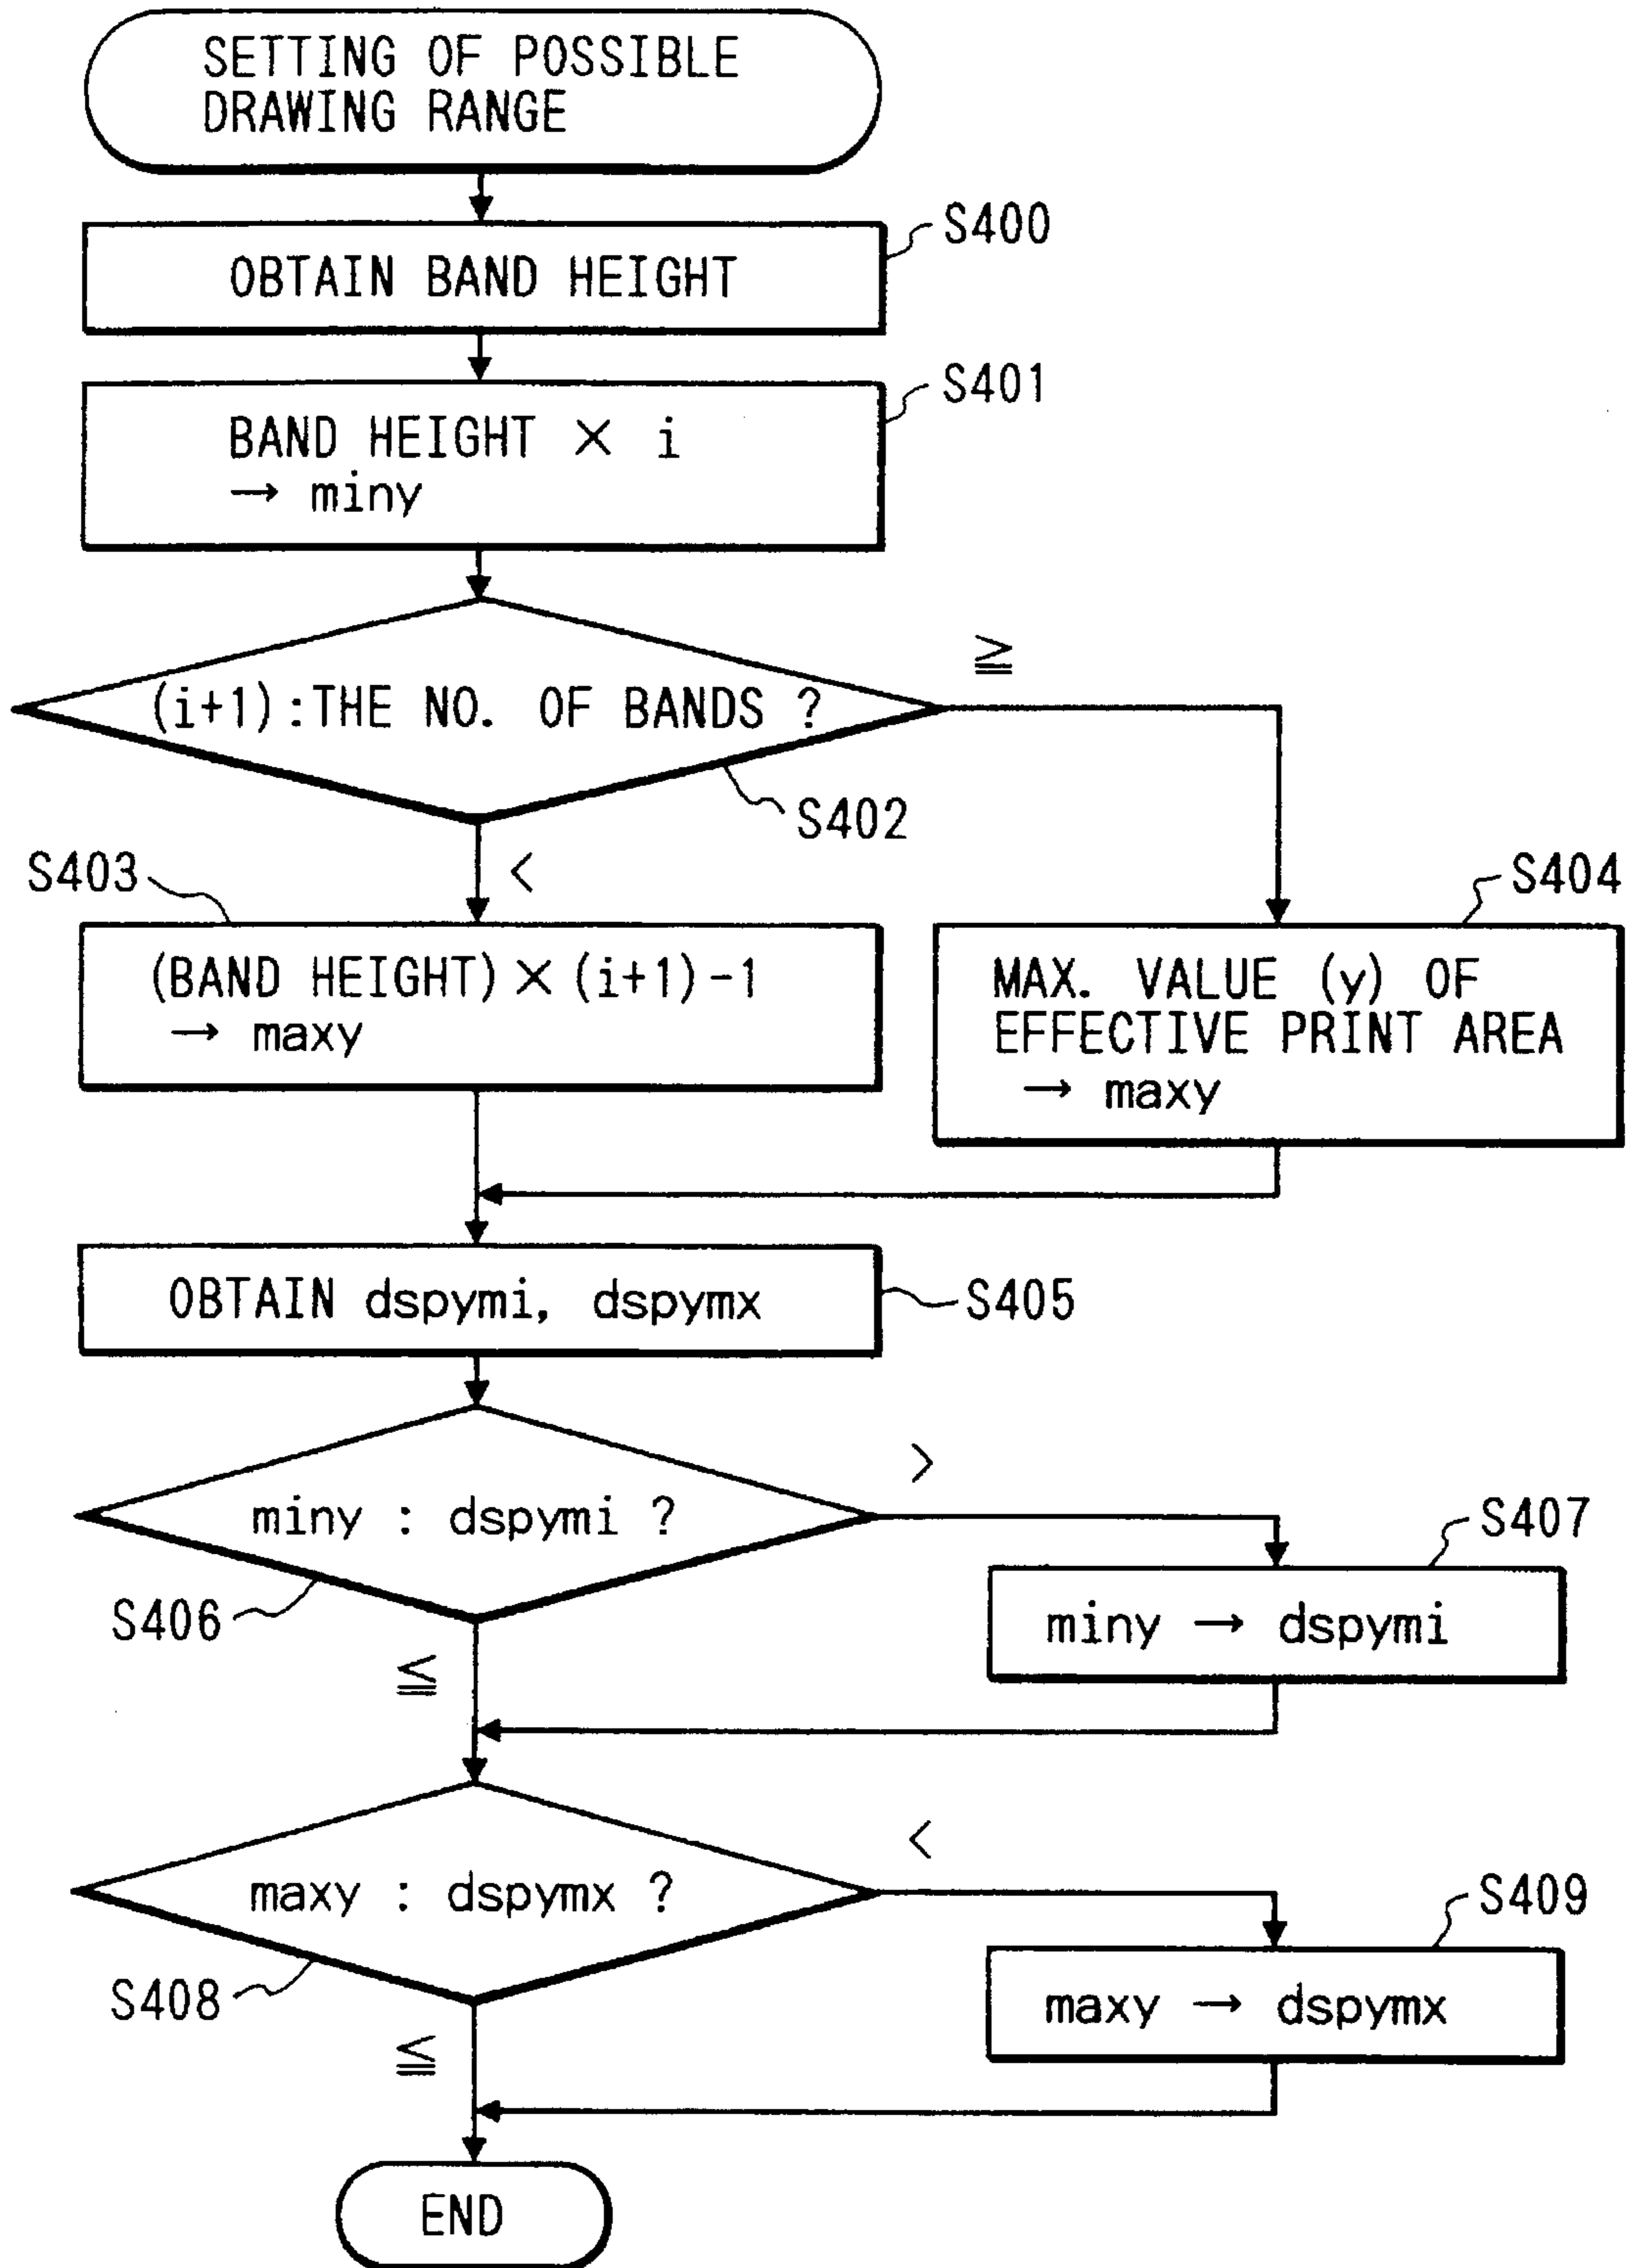 SETTING OF POSSIBLE
DRAWING RANGE
S400
OBTAIN BAND HEIGHT
S401
BAND HEIGHT × i
→ miny
≧
(i+1):THE NO. OF BANDS ?
S402
<
S403
(BAND HEIGHT)×(i+1)-1
→ maxy
S404
MAX. VALUE (y) OF
EFFECTIVE PRINT AREA
→ maxy
OBTAIN dspymi, dspymx
S405
>
miny : dspymi ?
S406
≦
S407
miny → dspymi
<
maxy : dspymx ?
S408
≦
S409
maxy → dspymx
END